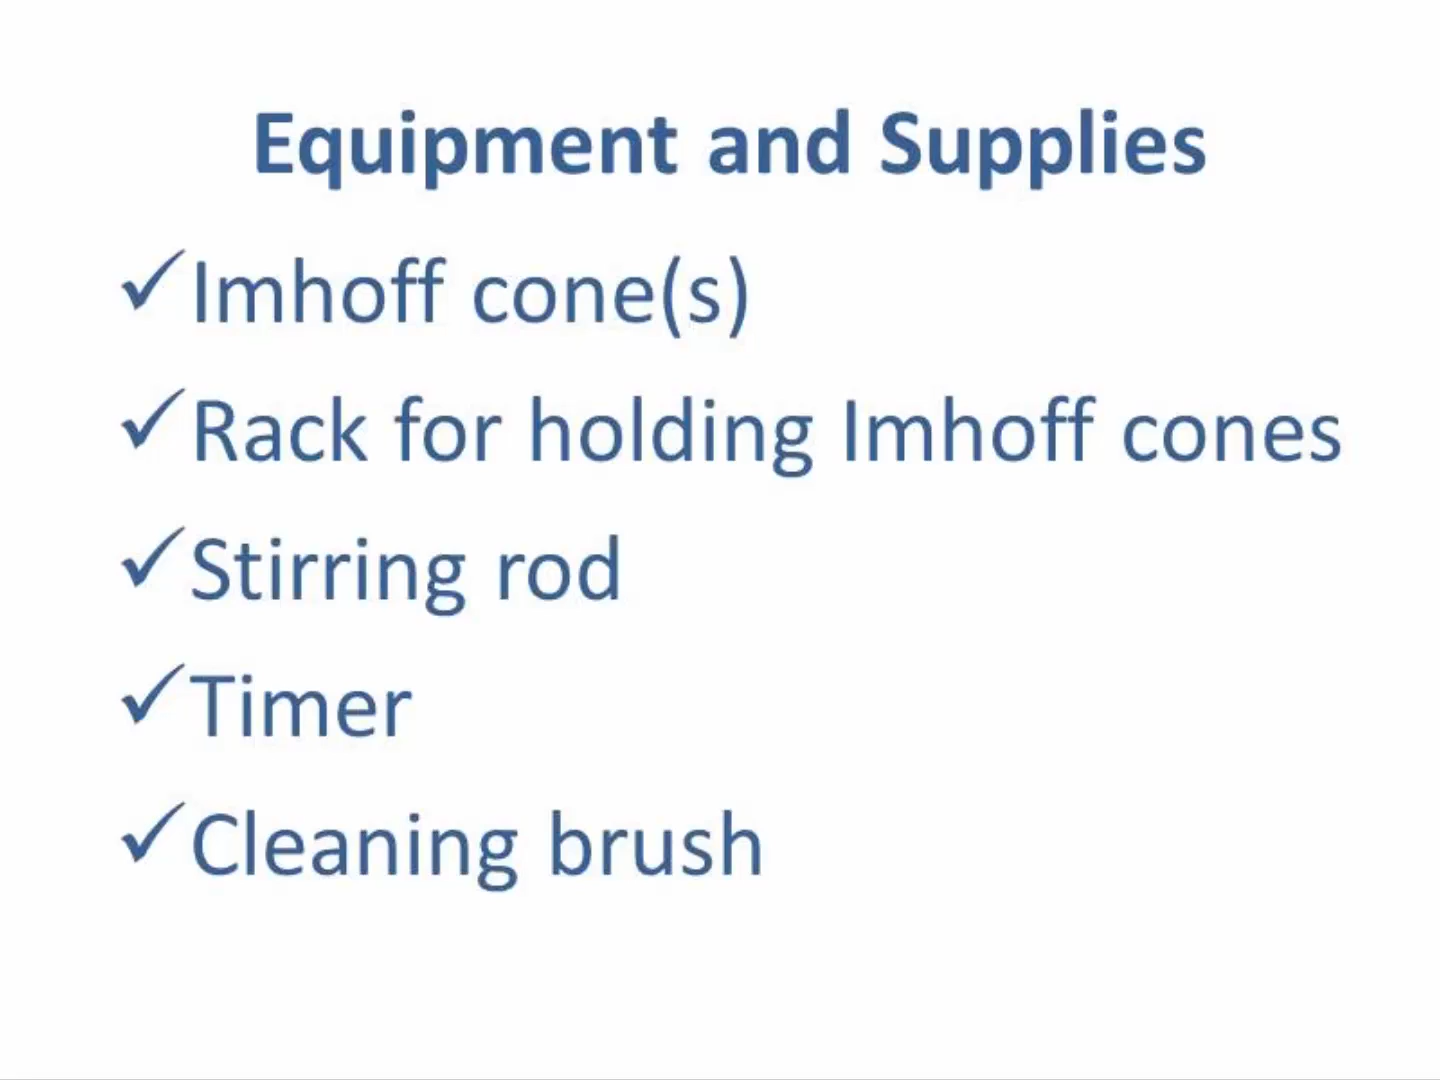 Equipment and Supplies
✓Imhoff cone(s)
✓Rack for holding Imhoff cones
✓Stirring rod
✓Timer
✓Cleaning brush